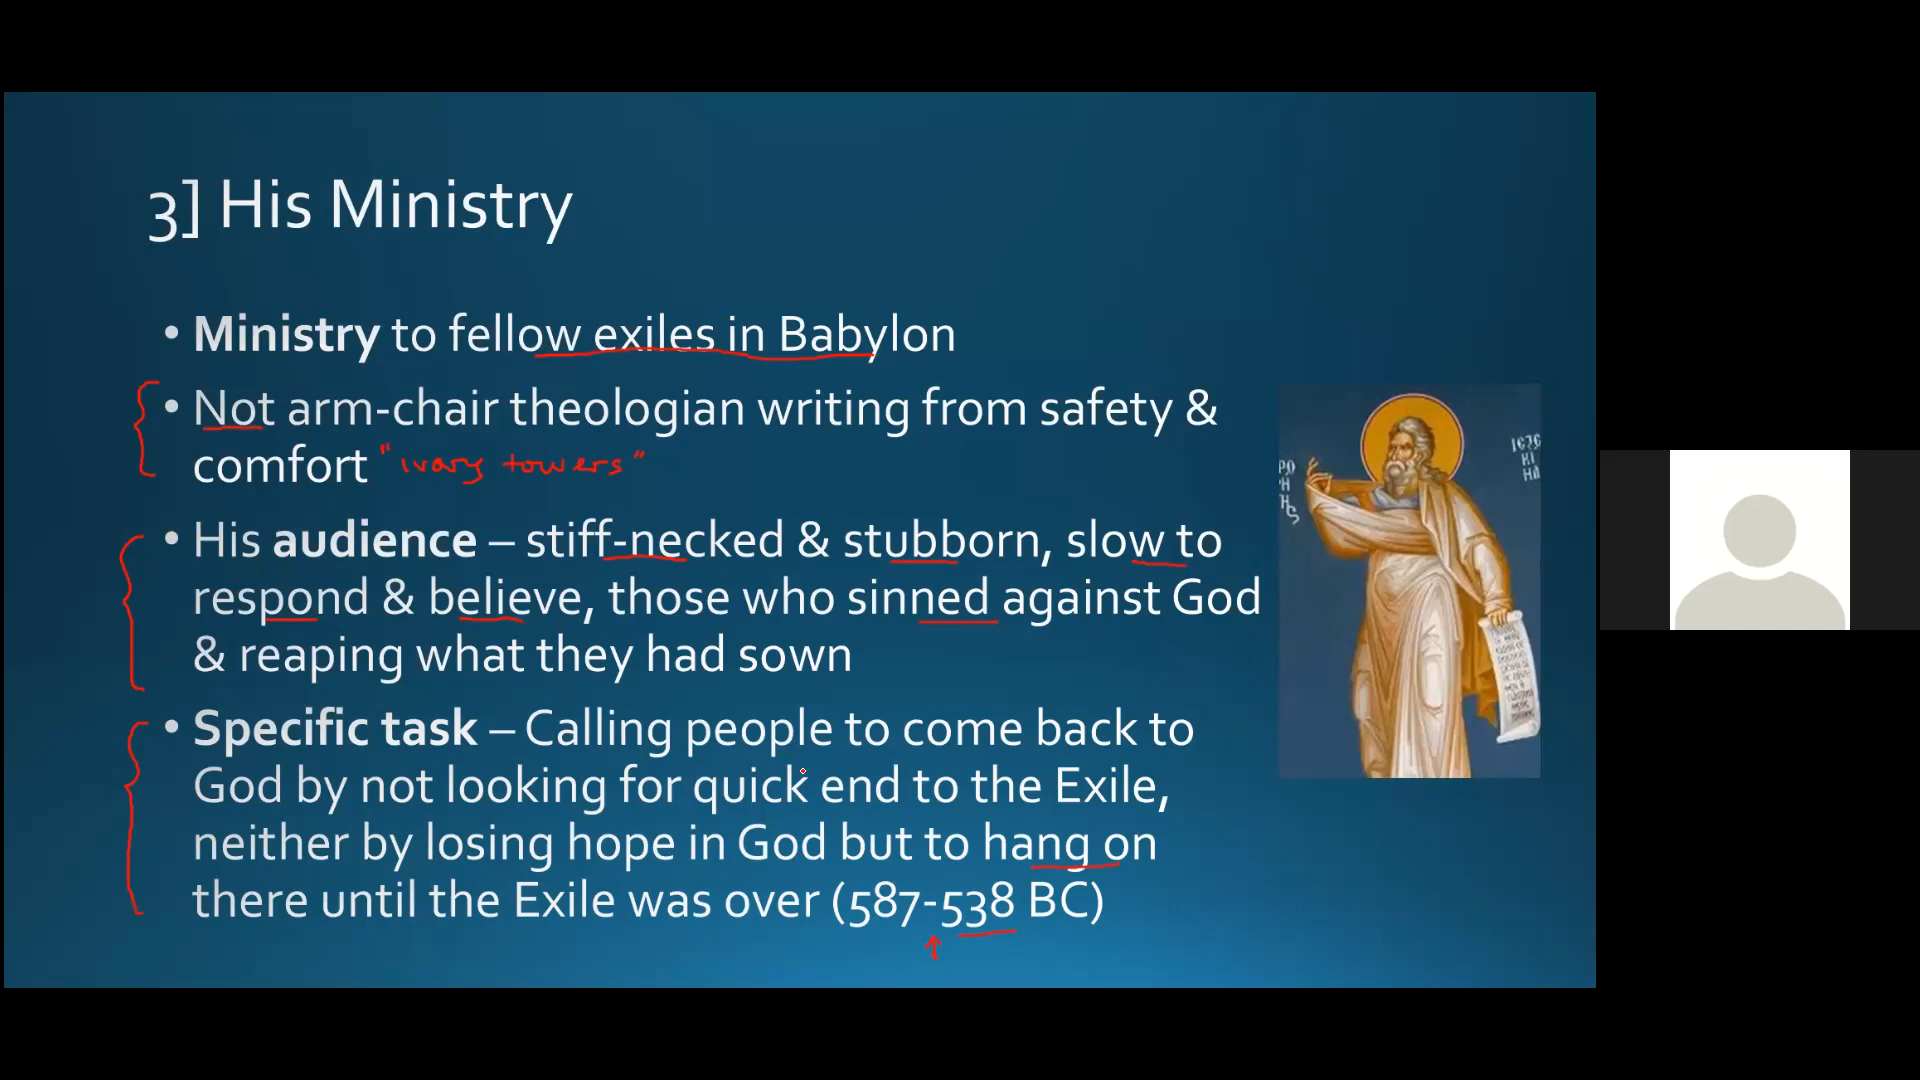 3] His Ministry
• Ministry to fellow exiles in Babylon
• Not arm-chair theologian writing from safety &
comfort "ivory towers"
• His audience – stiff-necked & stubborn, slow to
respond & believe, those who sinned against God
& reaping what they had sown
• Specific task – Calling people to come back to
God by not looking for quick end to the Exile,
neither by losing hope in God but to hang on
there until the Exile was over (587-538 BC)